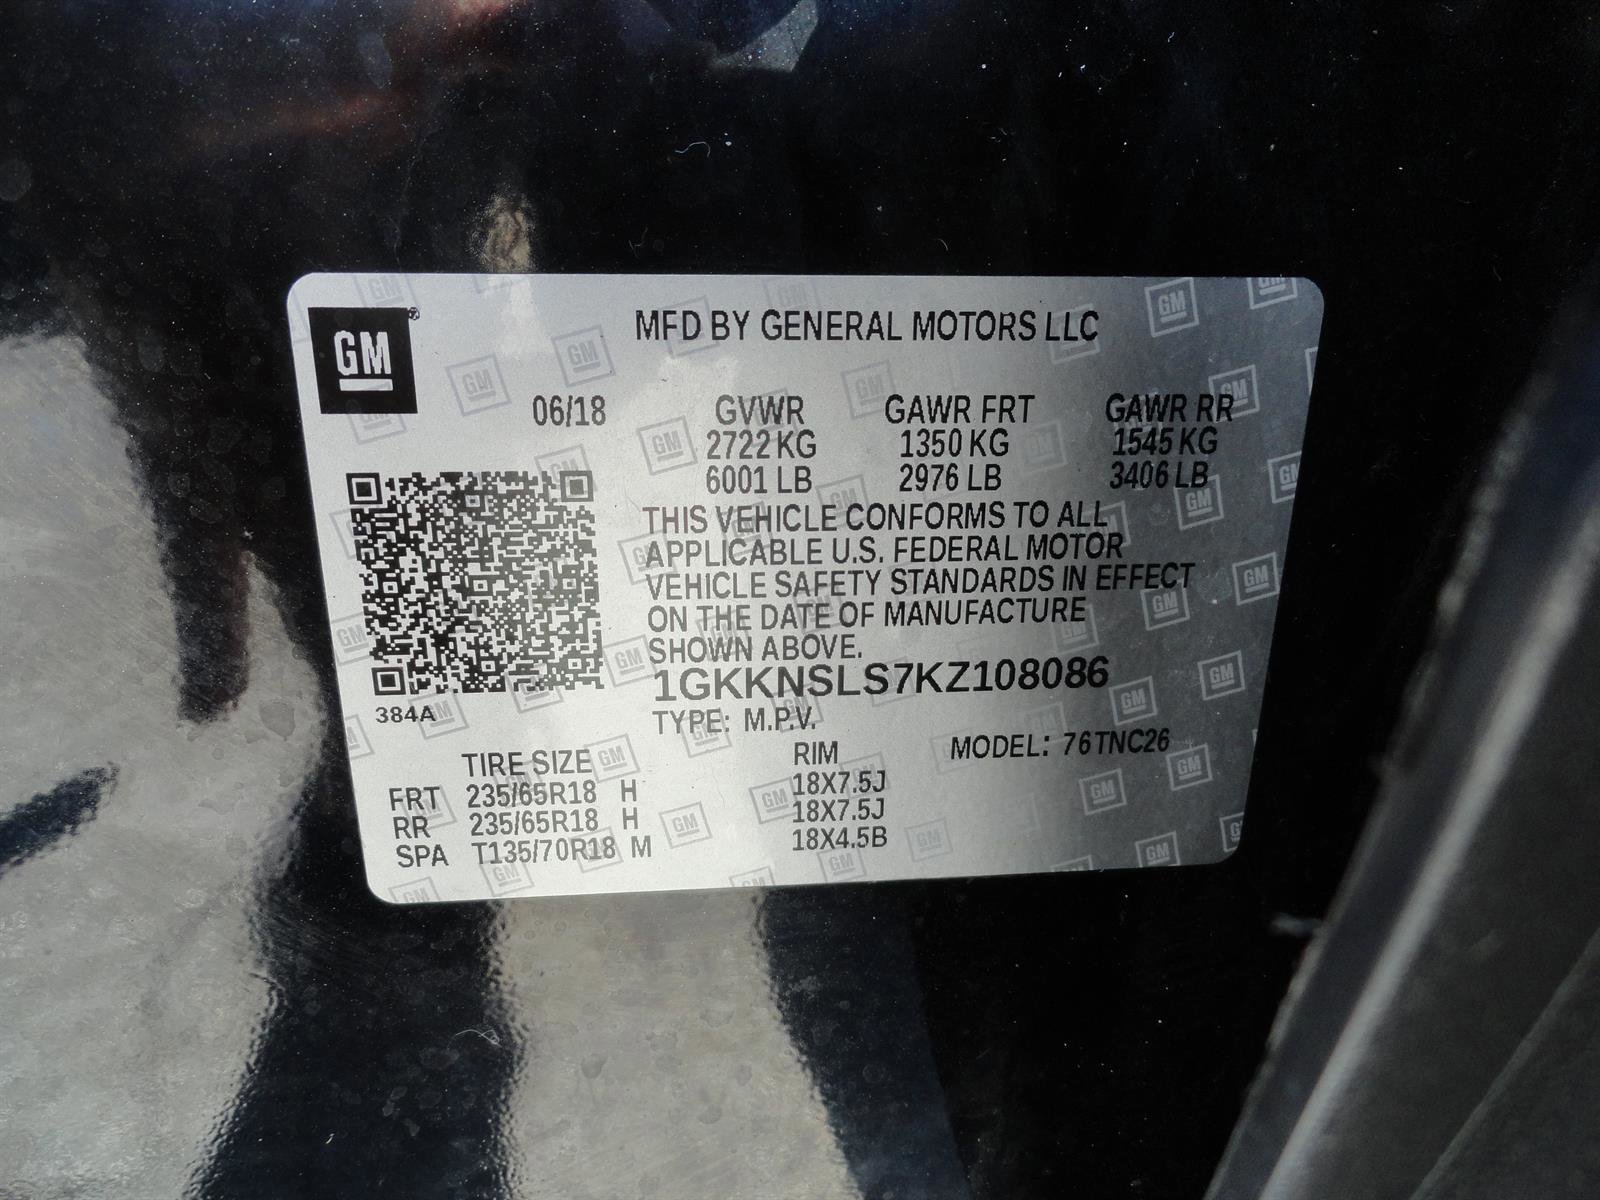 GM®
MFD BY GENERAL MOTORS LLC
06/18 GVWR GAWR FRT GAWR RR
2722 KG 1350 KG 1545 KG
6001 LB 2976 LB 3406 LB
THIS VEHICLE CONFORMS TO ALL
APPLICABLE U.S. FEDERAL MOTOR
VEHICLE SAFETY STANDARDS IN EFFECT
ON THE DATE OF MANUFACTURE
SHOWN ABOVE.
1GKKNSLS7KZ108086
384A
TYPE: M.P.V.
MODEL: 76TNC26
TIRE SIZE RIM
FRT 235/65R18 H 18X7.5J
RR 235/65R18 H 18X7.5J
SPA T135/70R18 M 18X4.5B